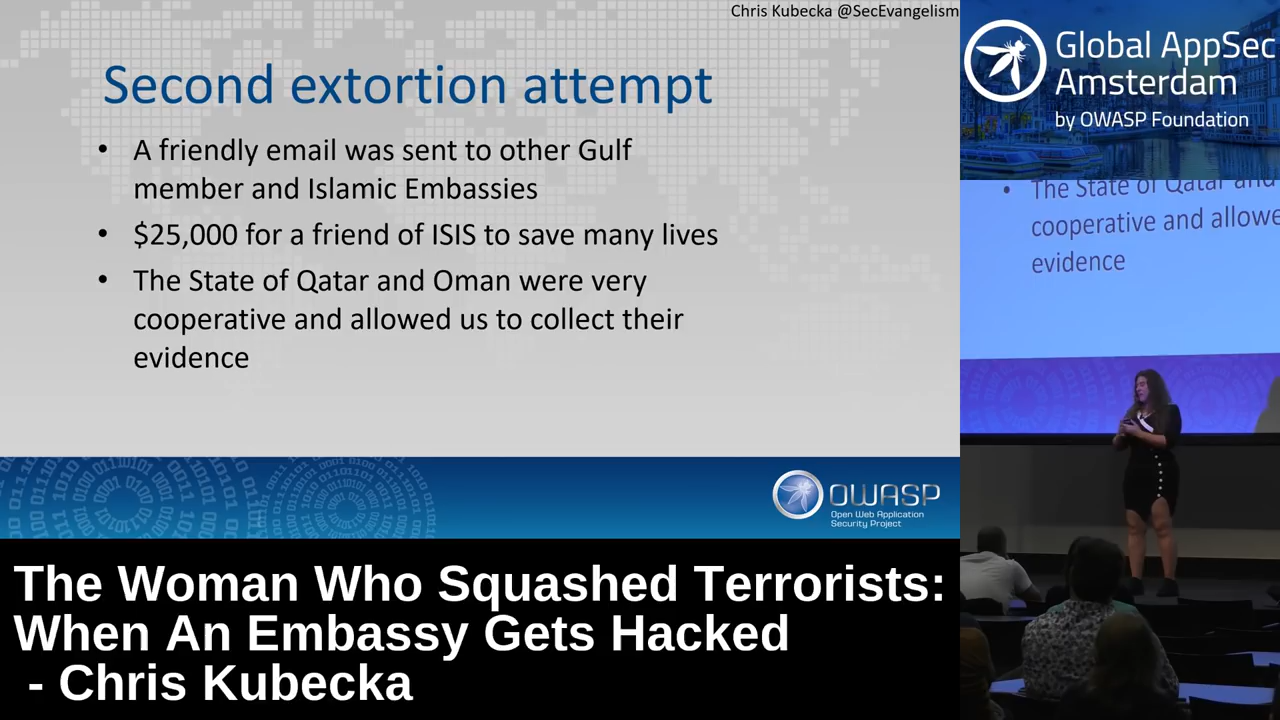 Chris Kubecka @SecEvangelism
Second extortion attempt
• A friendly email was sent to other Gulf
member and Islamic Embassies
• $25,000 for a friend of ISIS to save many lives
• The State of Qatar and Oman were very
cooperative and allowed us to collect their
evidence
OWASP
Open Web Application
Security Project
The Woman Who Squashed Terrorists:
When An Embassy Gets Hacked
- Chris Kubecka
Global AppSec
Amsterdam
by OWASP Foundation
• The State of Qatar and
cooperative and allowe
evidence